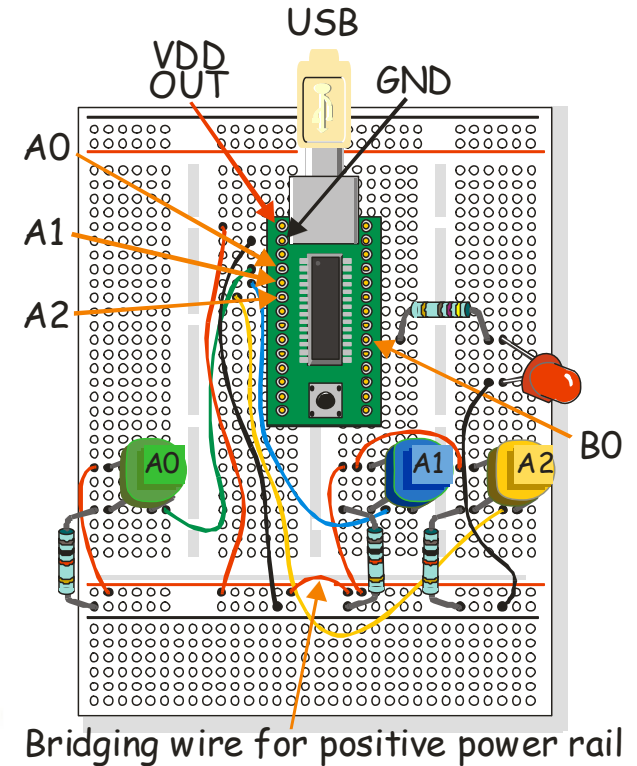 USB
VDD
OUT
GND
A0
A1
A2
B0
A0
A1
A2
Bridging wire for positive power rail